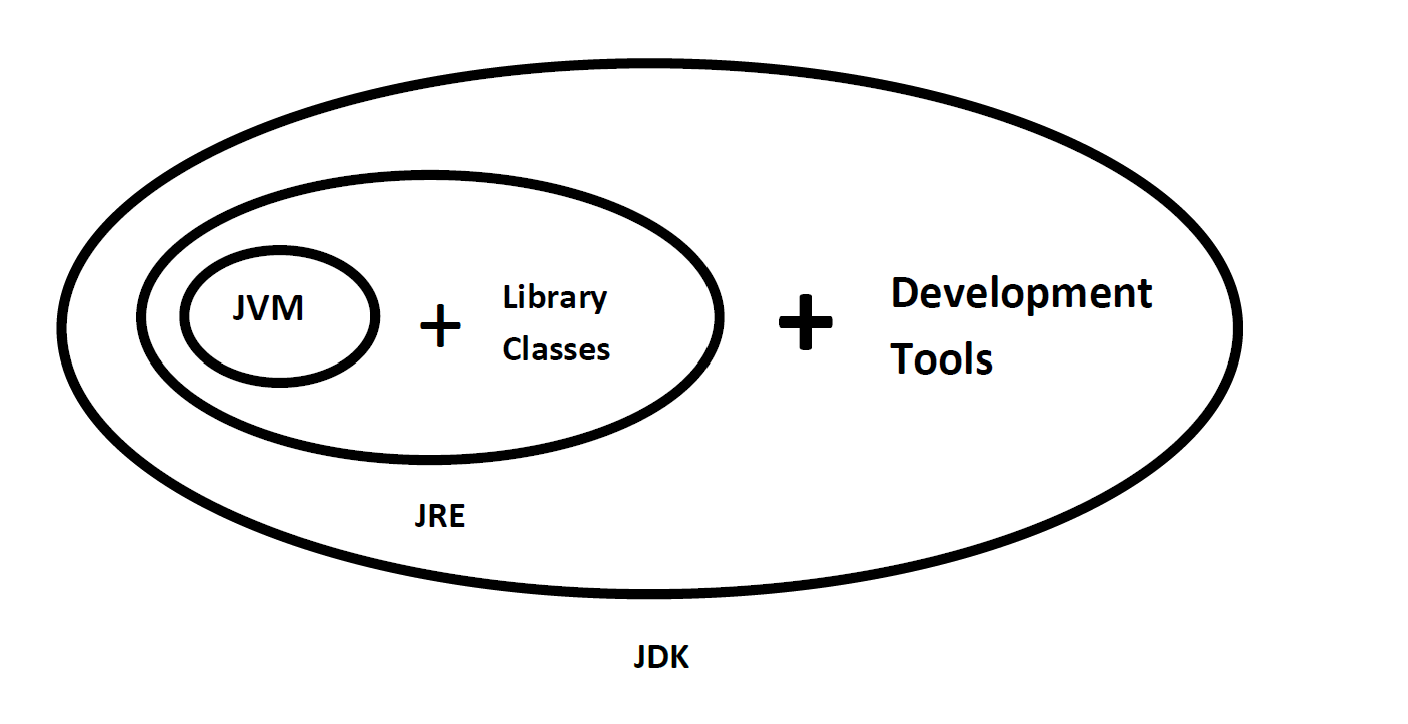 JVM
+
Library
Classes
+
Development
Tools
JRE
JDK